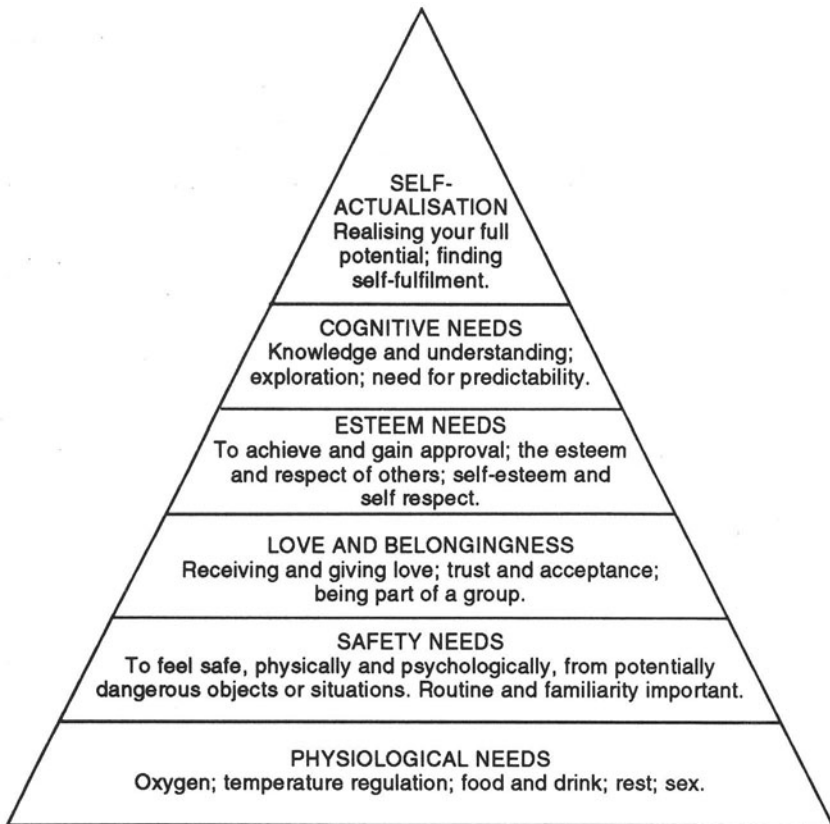 SELF-
ACTUALISATION
Realising your full
potential; finding
self-fulfilment.
COGNITIVE NEEDS
Knowledge and understanding;
exploration; need for predictability.
ESTEEM NEEDS
To achieve and gain approval; the esteem
and respect of others; self-esteem and
self respect.
LOVE AND BELONGINGNESS
Receiving and giving love; trust and acceptance;
being part of a group.
SAFETY NEEDS
To feel safe, physically and psychologically, from potentially
dangerous objects or situations. Routine and familiarity important.
PHYSIOLOGICAL NEEDS
Oxygen; temperature regulation; food and drink; rest; sex.